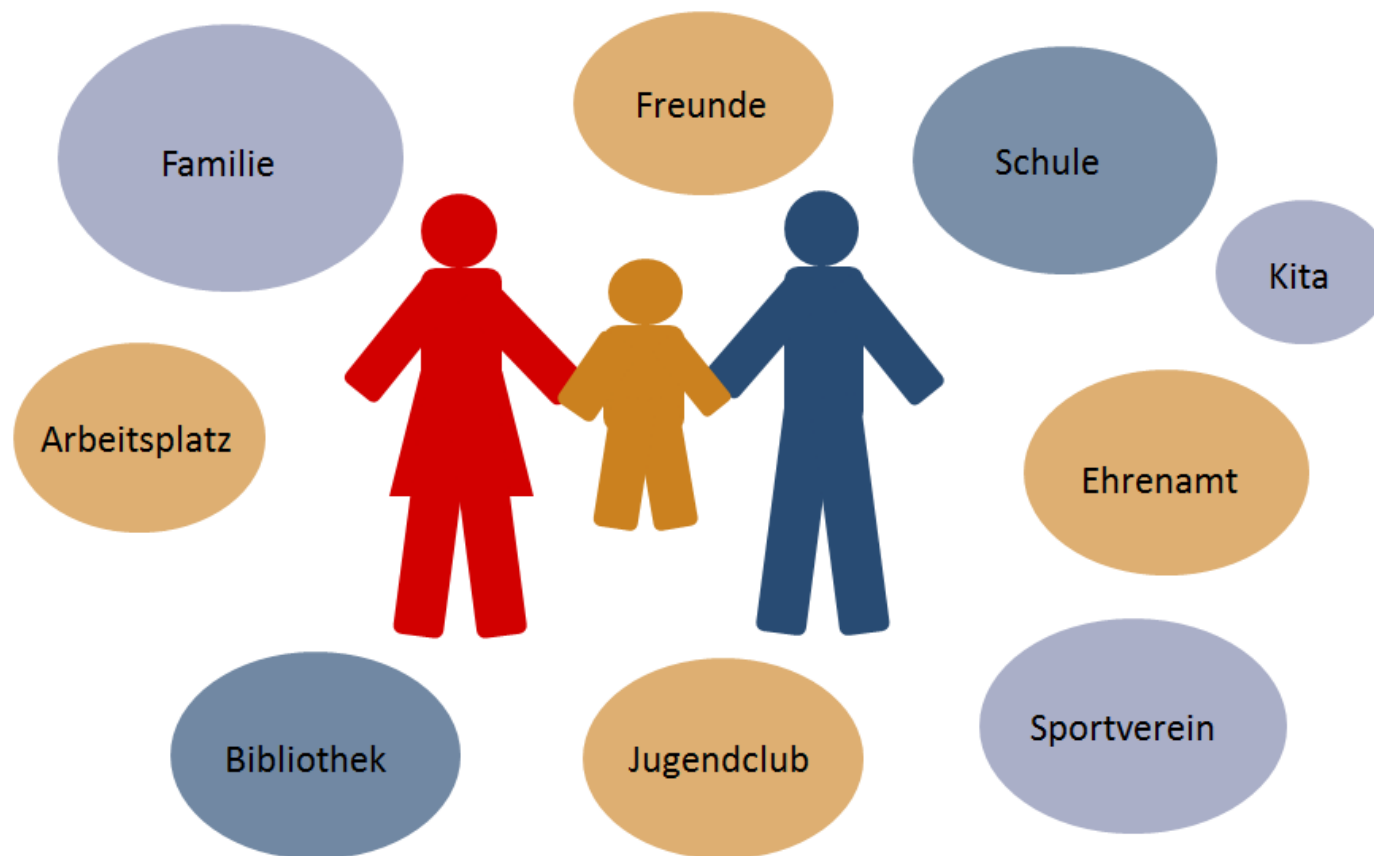 Familie
Freunde
Schule
Kita
Arbeitsplatz
Ehrenamt
Bibliothek
Jugendclub
Sportverein